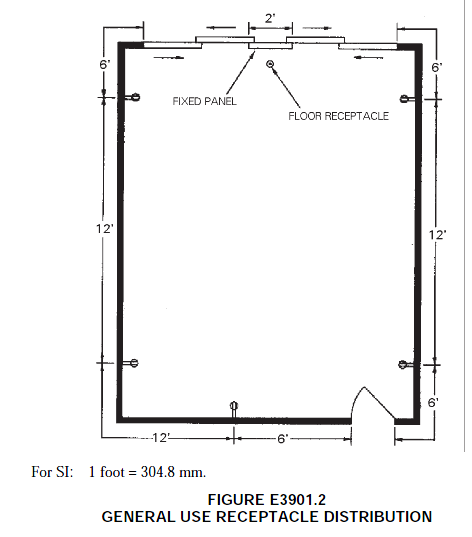 2'
6'
6'
FIXED PANEL
FLOOR RECEPTACLE
12'
12'
6'
12'
6'
For SI: 1 foot = 304.8 mm.
FIGURE E3901.2
GENERAL USE RECEPTACLE DISTRIBUTION